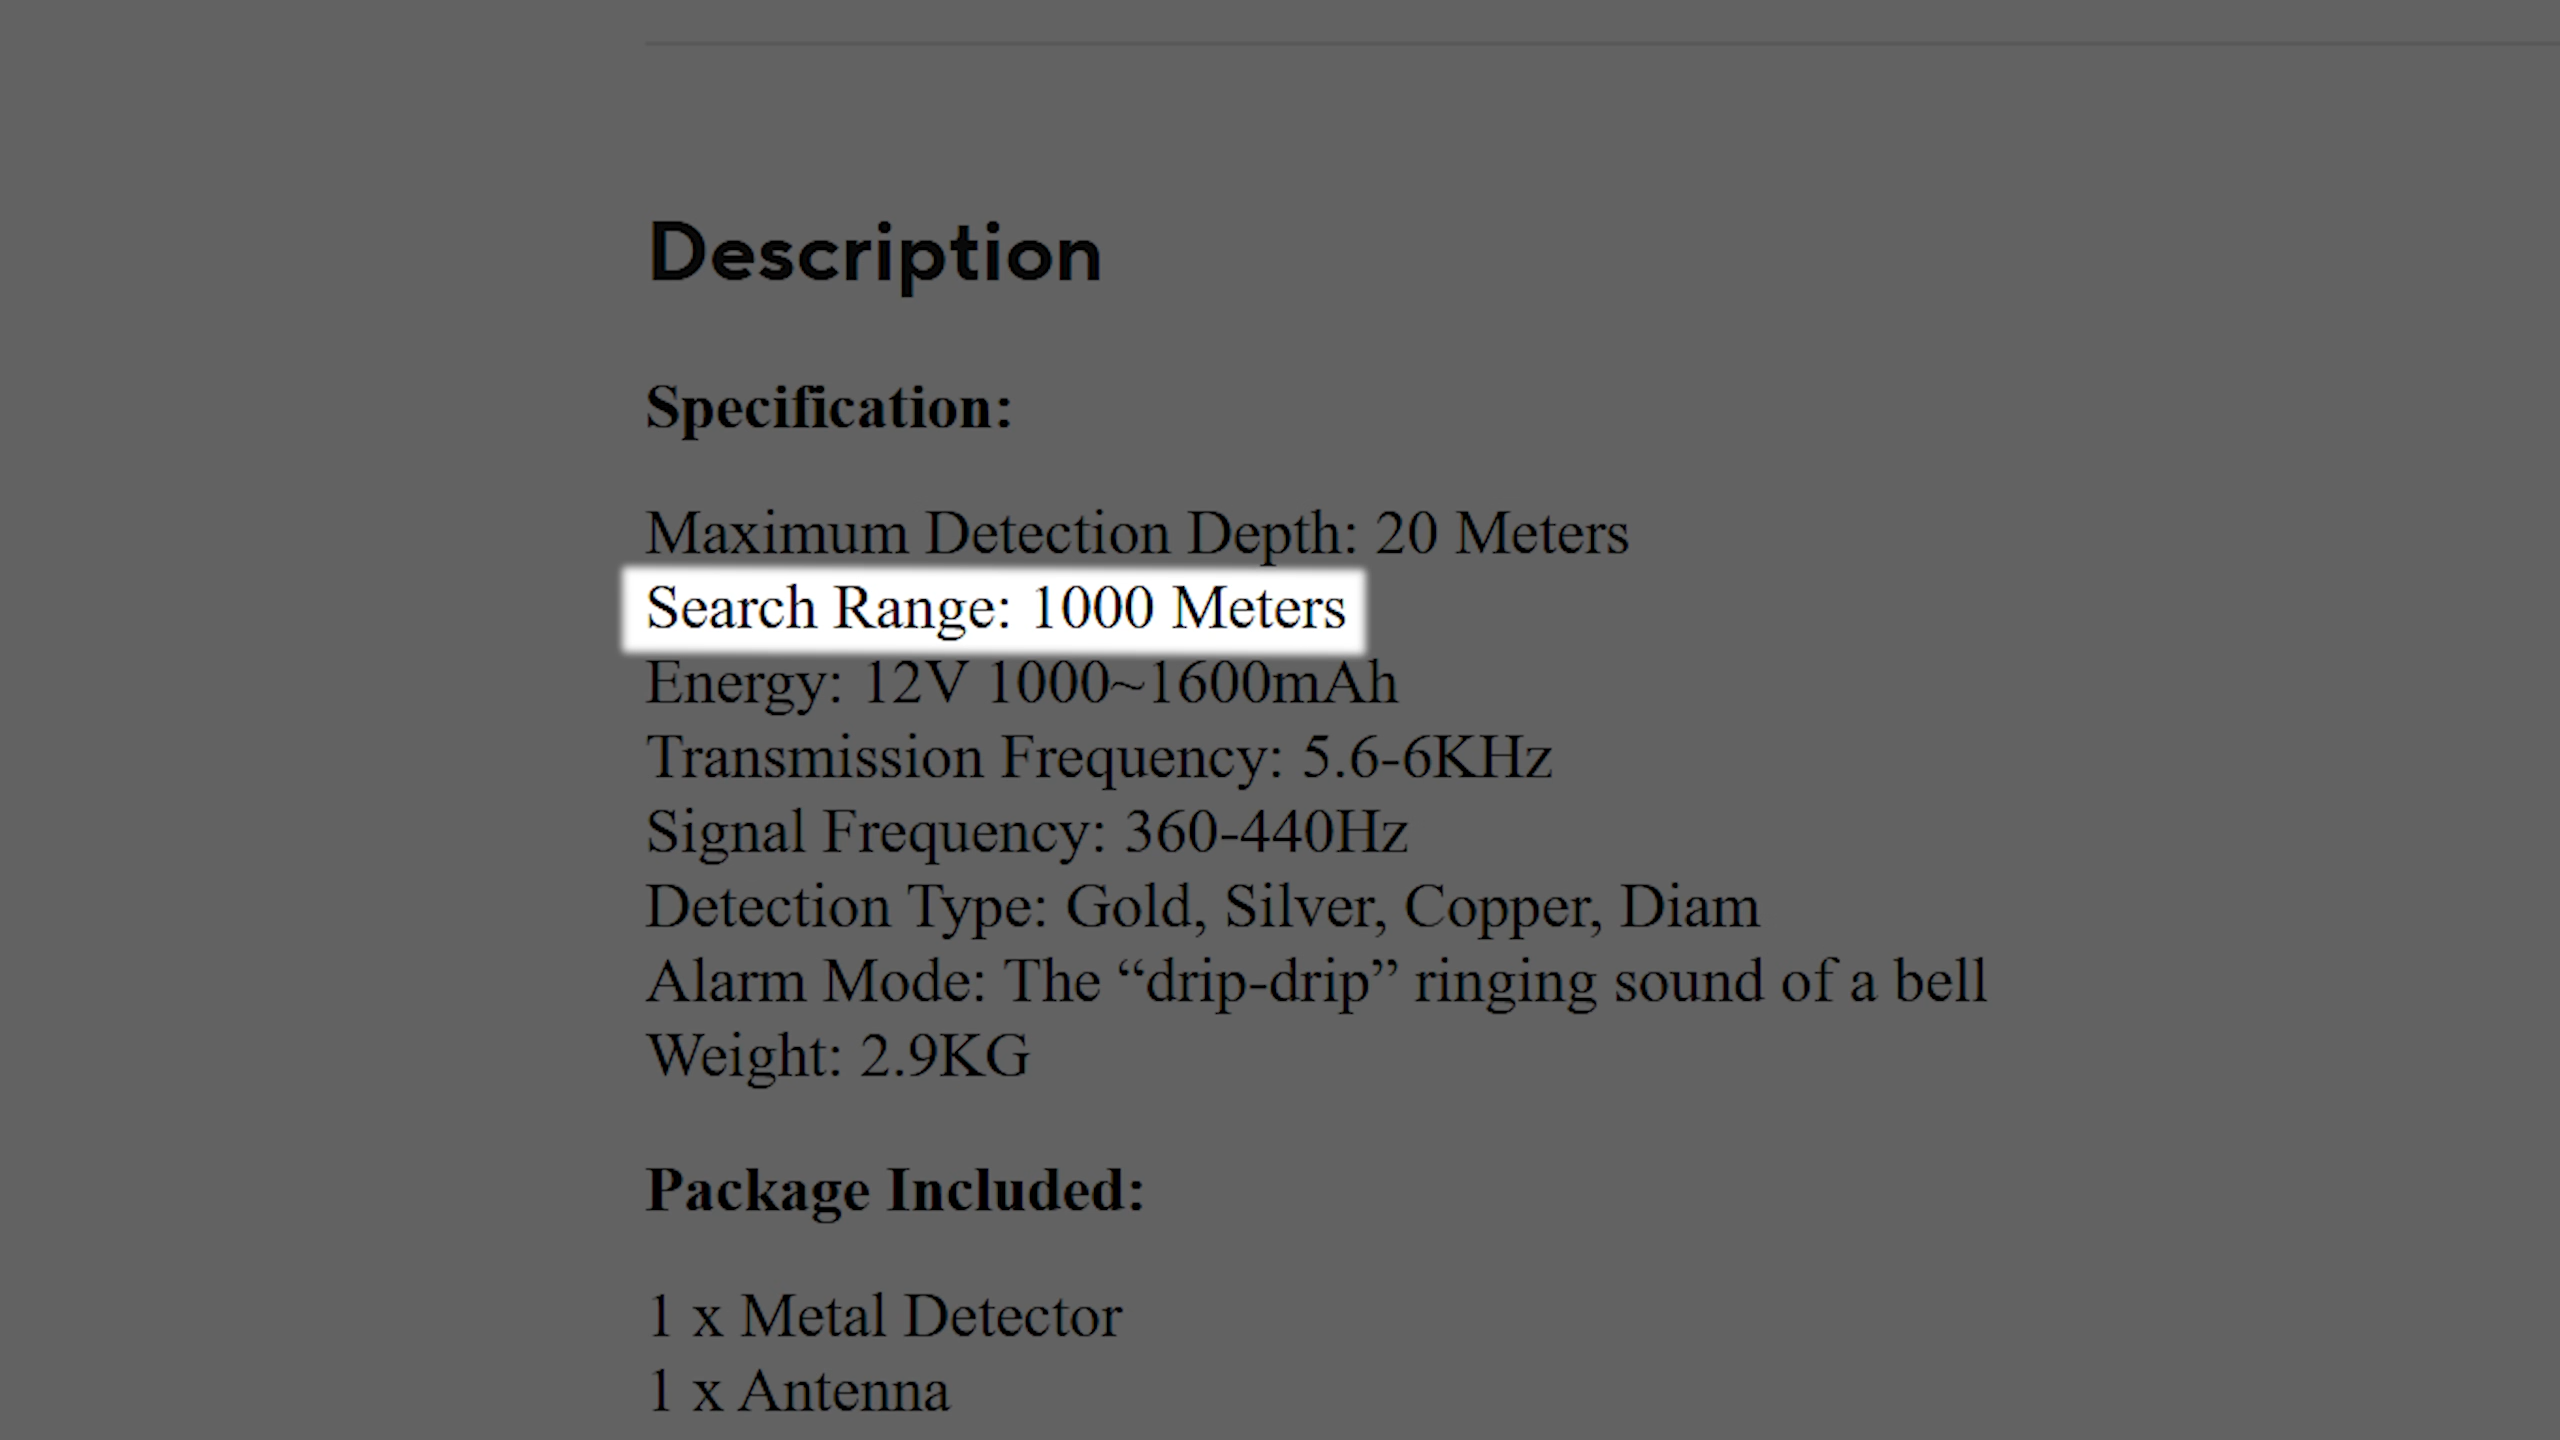 Description
Specification:
Maximum Detection Depth: 20 Meters
Search Range: 1000 Meters
Energy: 12V 1000~1600mAh
Transmission Frequency: 5.6-6KHz
Signal Frequency: 360-440Hz
Detection Type: Gold, Silver, Copper, Diam
Alarm Mode: The “drip-drip” ringing sound of a bell
Weight: 2.9KG
Package Included:
1 x Metal Detector
1 x Antenna